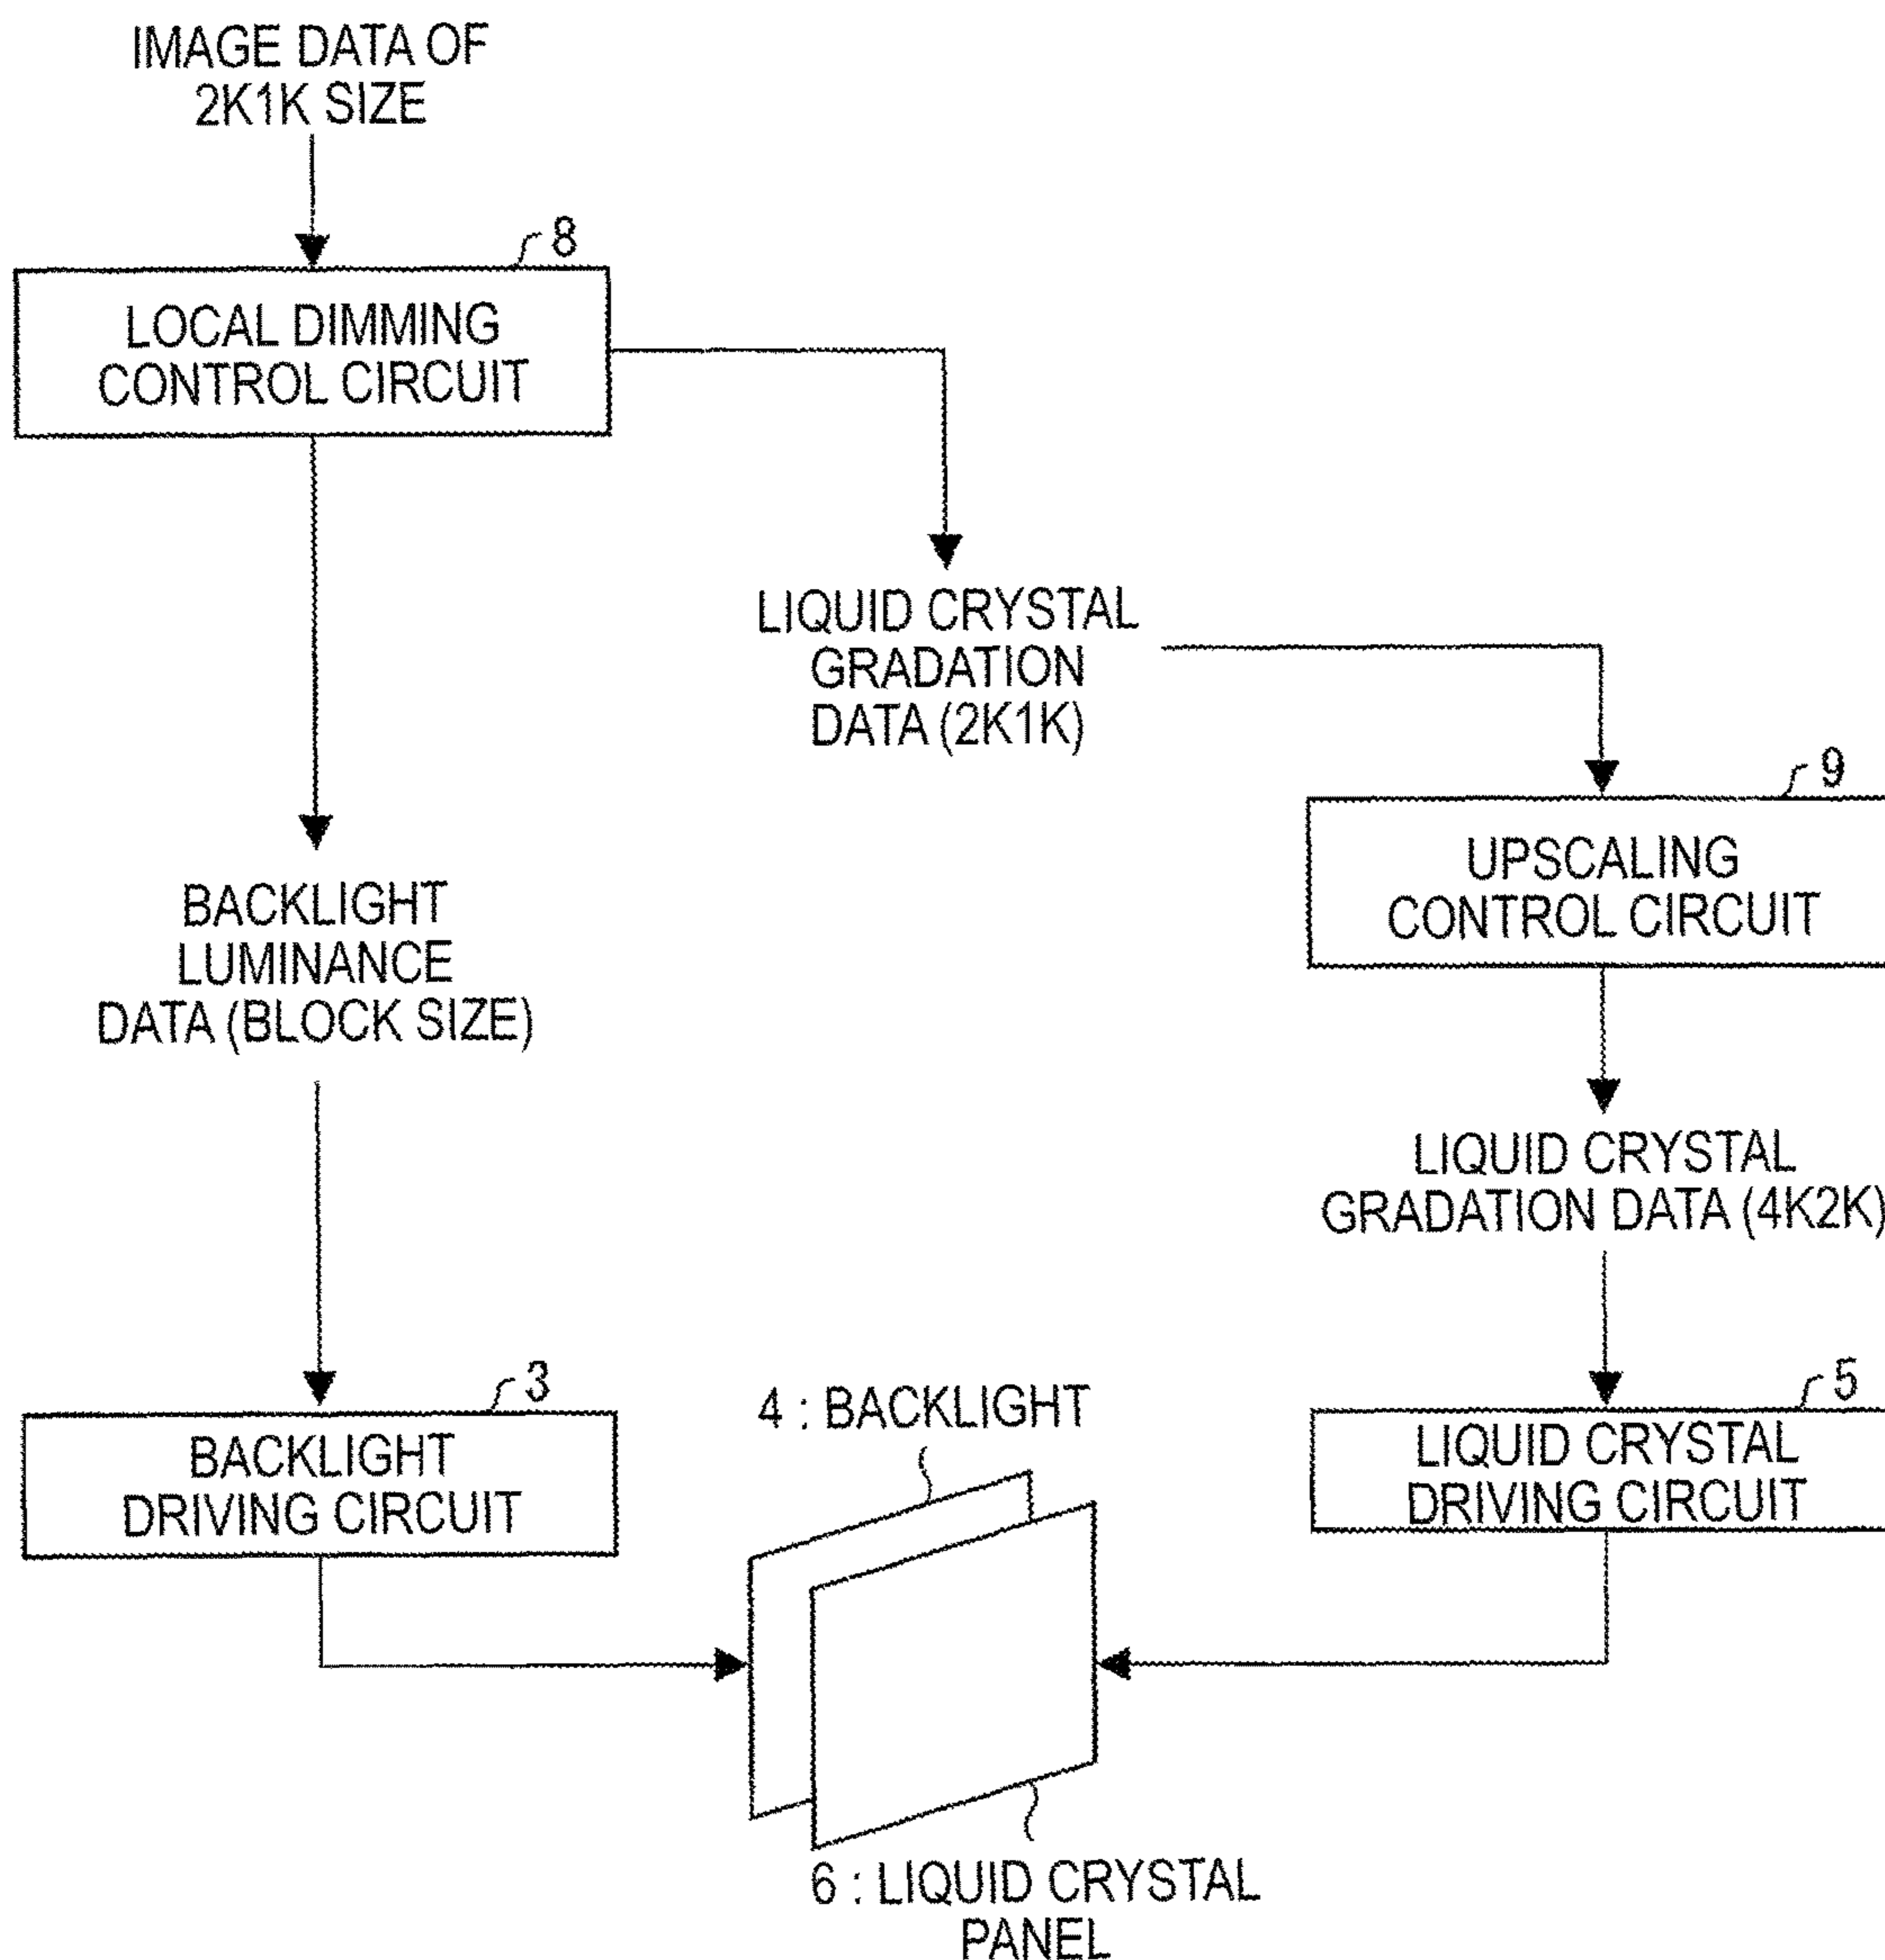 IMAGE DATA OF
2K1K SIZE
8
LOCAL DIMMING
CONTROL CIRCUIT
LIQUID CRYSTAL
GRADATION
DATA (2K1K)
9
UPSCALING
CONTROL CIRCUIT
BACKLIGHT
LUMINANCE
DATA (BLOCK SIZE)
LIQUID CRYSTAL
GRADATION DATA (4K2K)
3
BACKLIGHT
DRIVING CIRCUIT
4 : BACKLIGHT
5
LIQUID CRYSTAL
DRIVING CIRCUIT
6 : LIQUID CRYSTAL
PANEL